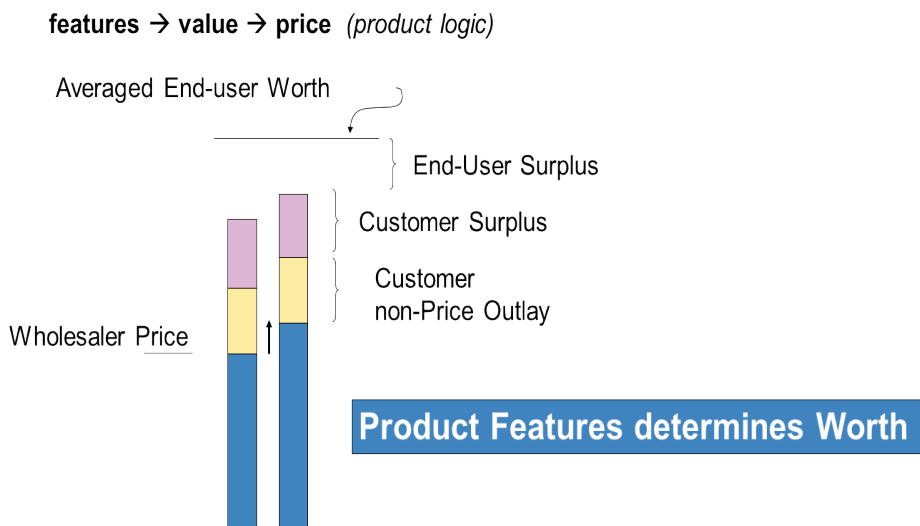 features → value → price (product logic)
Averaged End-user Worth
End-User Surplus
Customer Surplus
Customer
non-Price Outlay
Wholesaler Price
Product Features determines Worth